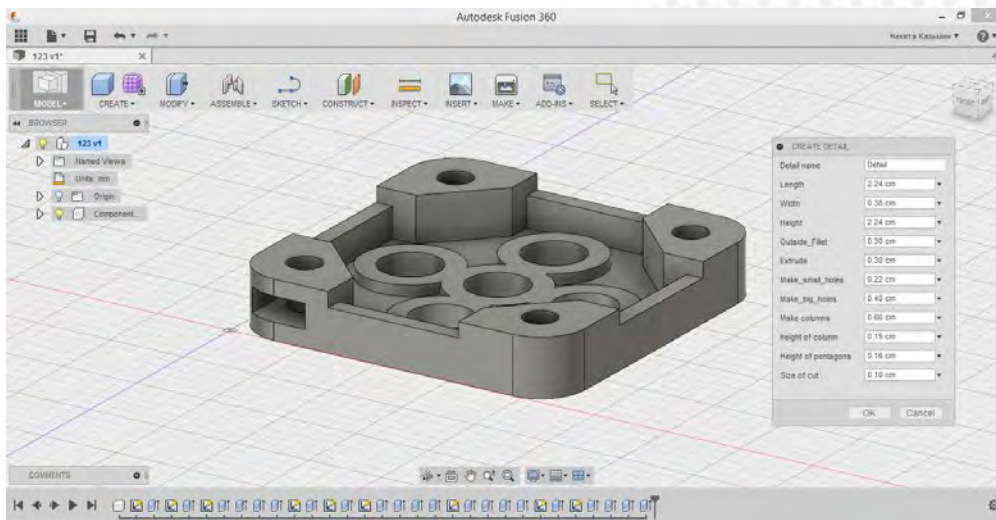 Autodesk Fusion 360
123 v1*
MODEL
CREATE
MODIFY
ASSEMBLE
SKETCH
CONSTRUCT
INSPECT
INSERT
MAKE
ADD-INS
SELECT
BROWSER
123 v1
Named Views
Units: mm
Origin
Component...
CREATE DETAIL
Detail name Detail
Length 2.24 cm
Width 0.38 cm
Height 2.24 cm
Outside_Fillet 0.30 cm
Extrude 0.30 cm
Make_small_holes 0.22 cm
Make_big_holes 0.40 cm
Make columns 0.66 cm
height of column 0.15 cm
Height of pentagons 0.16 cm
Size of cut 0.10 cm
OK Cancel
COMMENTS